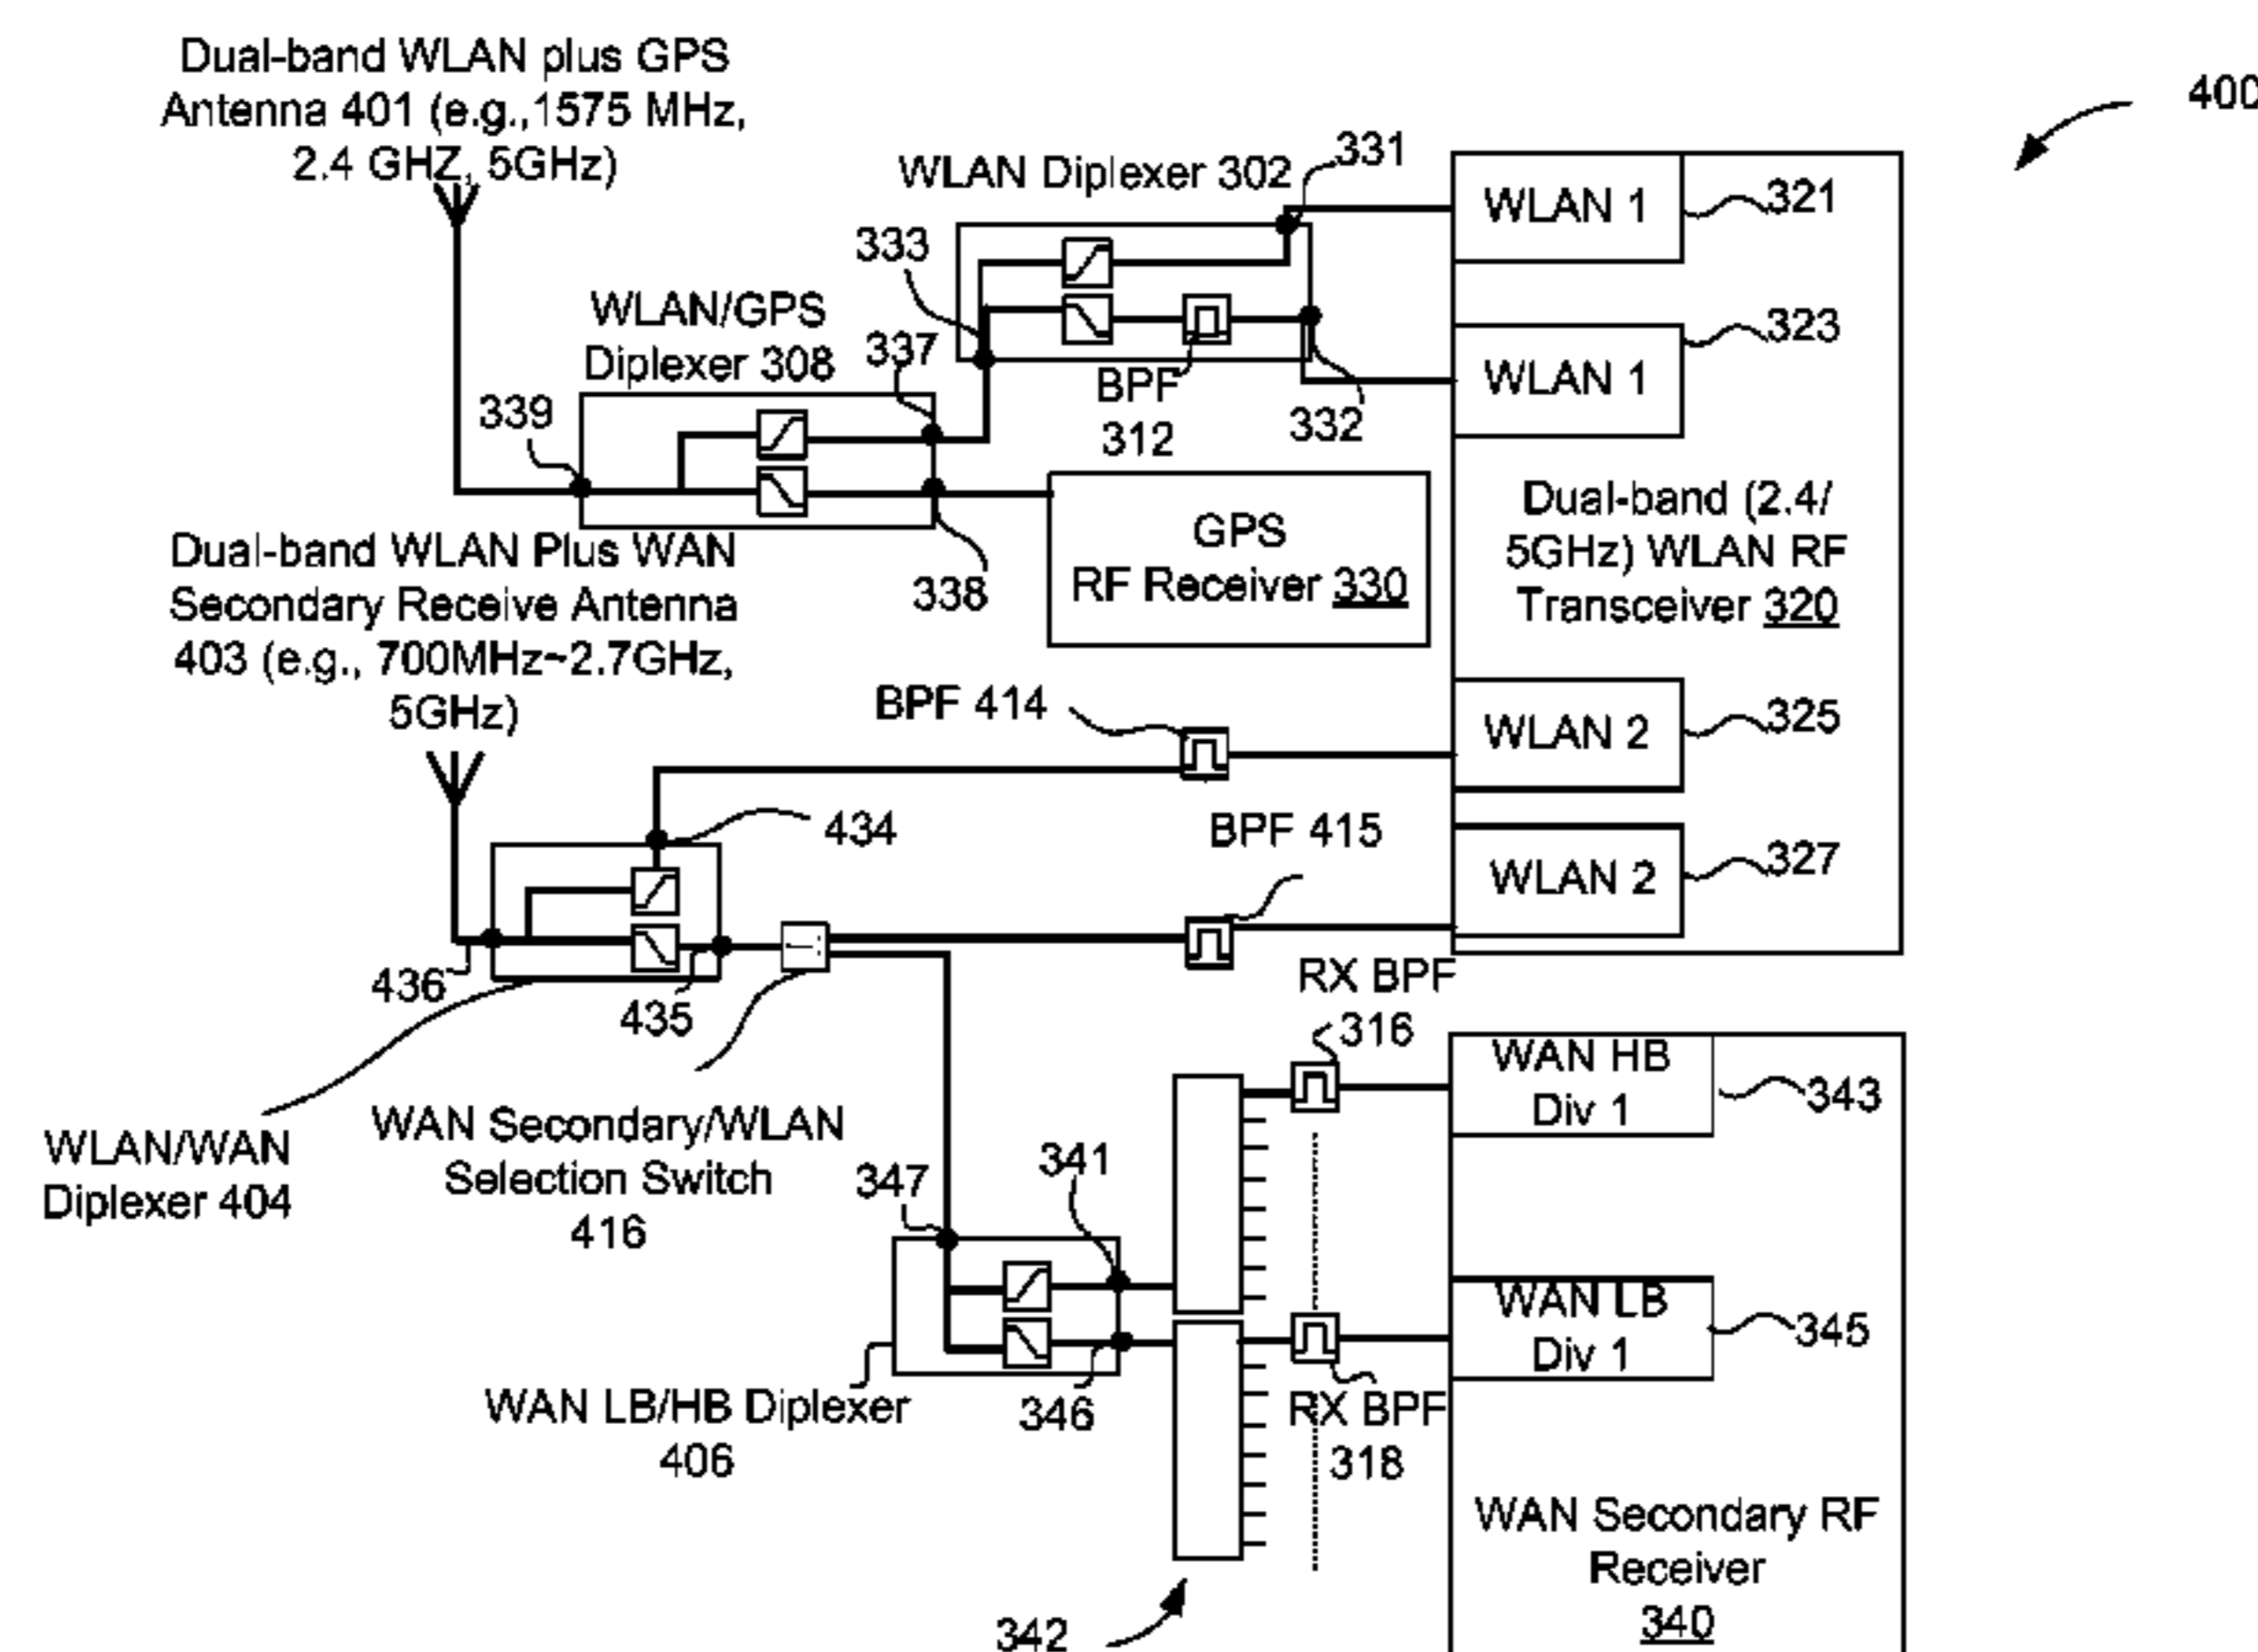 Dual-band WLAN plus GPS
Antenna 401 (e.g.,1575 MHz,
2.4 GHZ, 5GHz)
400
WLAN Diplexer 302
331
WLAN 1
321
333
WLAN/GPS
Diplexer 308
337
323
WLAN 1
BPF
312
332
339
GPS
RF Receiver 330
338
Dual-band (2.4/
5GHz) WLAN RF
Transceiver 320
Dual-band WLAN Plus WAN
Secondary Receive Antenna
403 (e.g., 700MHz~2.7GHz,
5GHz)
BPF 414
WLAN 2
325
434
BPF 415
WLAN 2
327
436
435
RX BPF
316
WAN HB
Div 1
343
WLAN/WAN
Diplexer 404
WAN Secondary/WLAN
Selection Switch
416
347
341
WAN LB
Div 1
345
WAN LB/HB Diplexer
406
346
RX BPF
318
WAN Secondary RF
Receiver
340
342